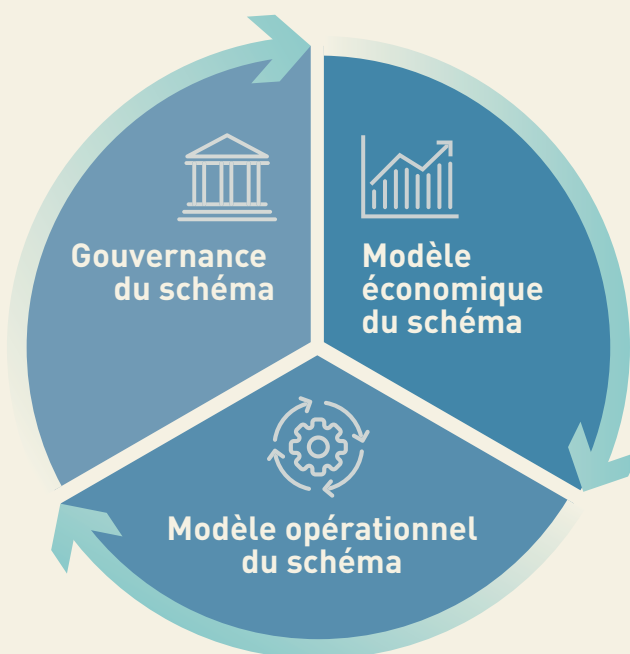 Gouvernance
du schéma
Modèle
économique
du schéma
Modèle opérationnel
du schéma